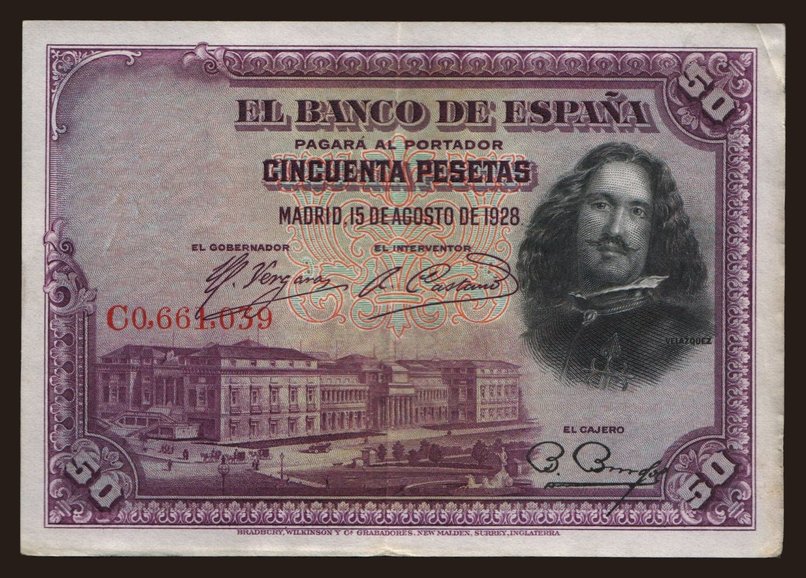 50
EL BANCO DE ESPAÑA
PAGARÁ AL PORTADOR
CINCUENTA PESETAS
MADRID, 15 DE AGOSTO DE 1928
EL GOBERNADOR EL INTERVENTOR
C0,661,039
VELAZQUEZ
EL CAJERO
50 50
BRADBURY, WILKINSON Y Cª GRABADORES. NEW MALDEN, SURREY, INGLATERRA.